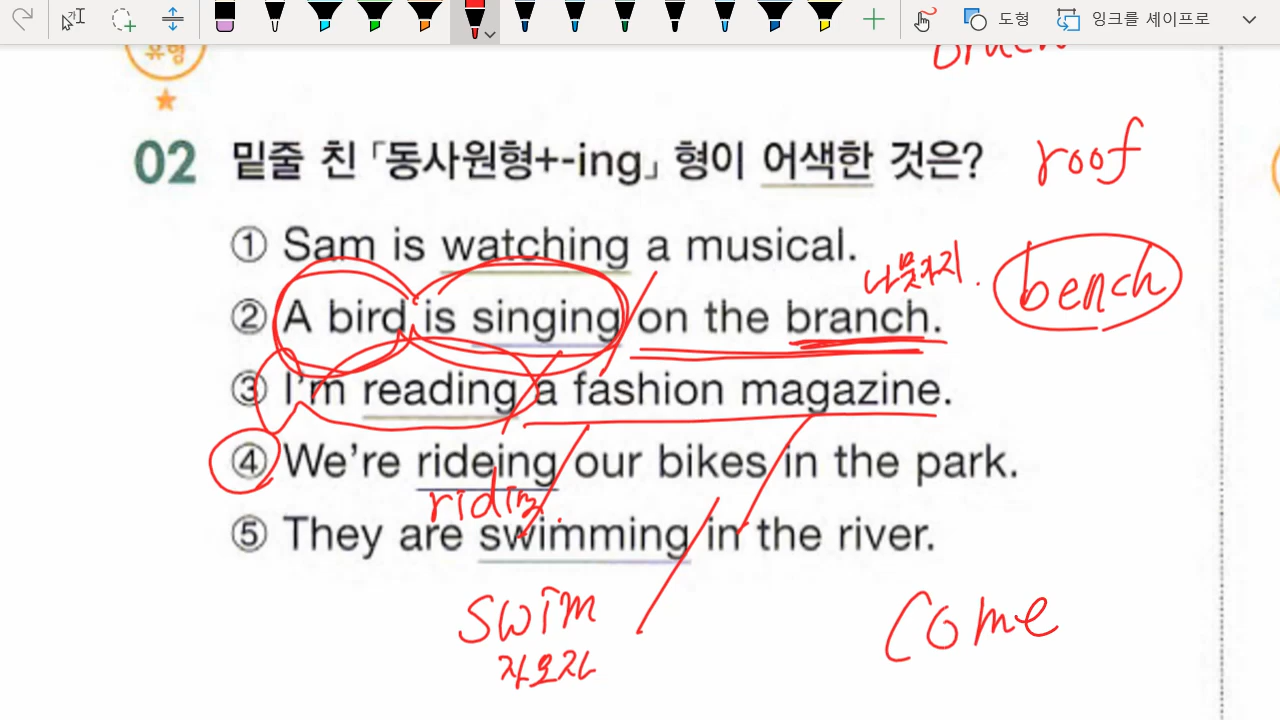 도형 잉크를 셰이프로
유형
02 밑줄 친 「동사원형+-ing」 형이 어색한 것은?
roof
① Sam is watching a musical.
나뭇가지
bench
② A bird is singing on the branch.
③ I'm reading a fashion magazine.
④ We're rideing our bikes in the park.
riding
⑤ They are swimming in the river.
swim
자모자
come